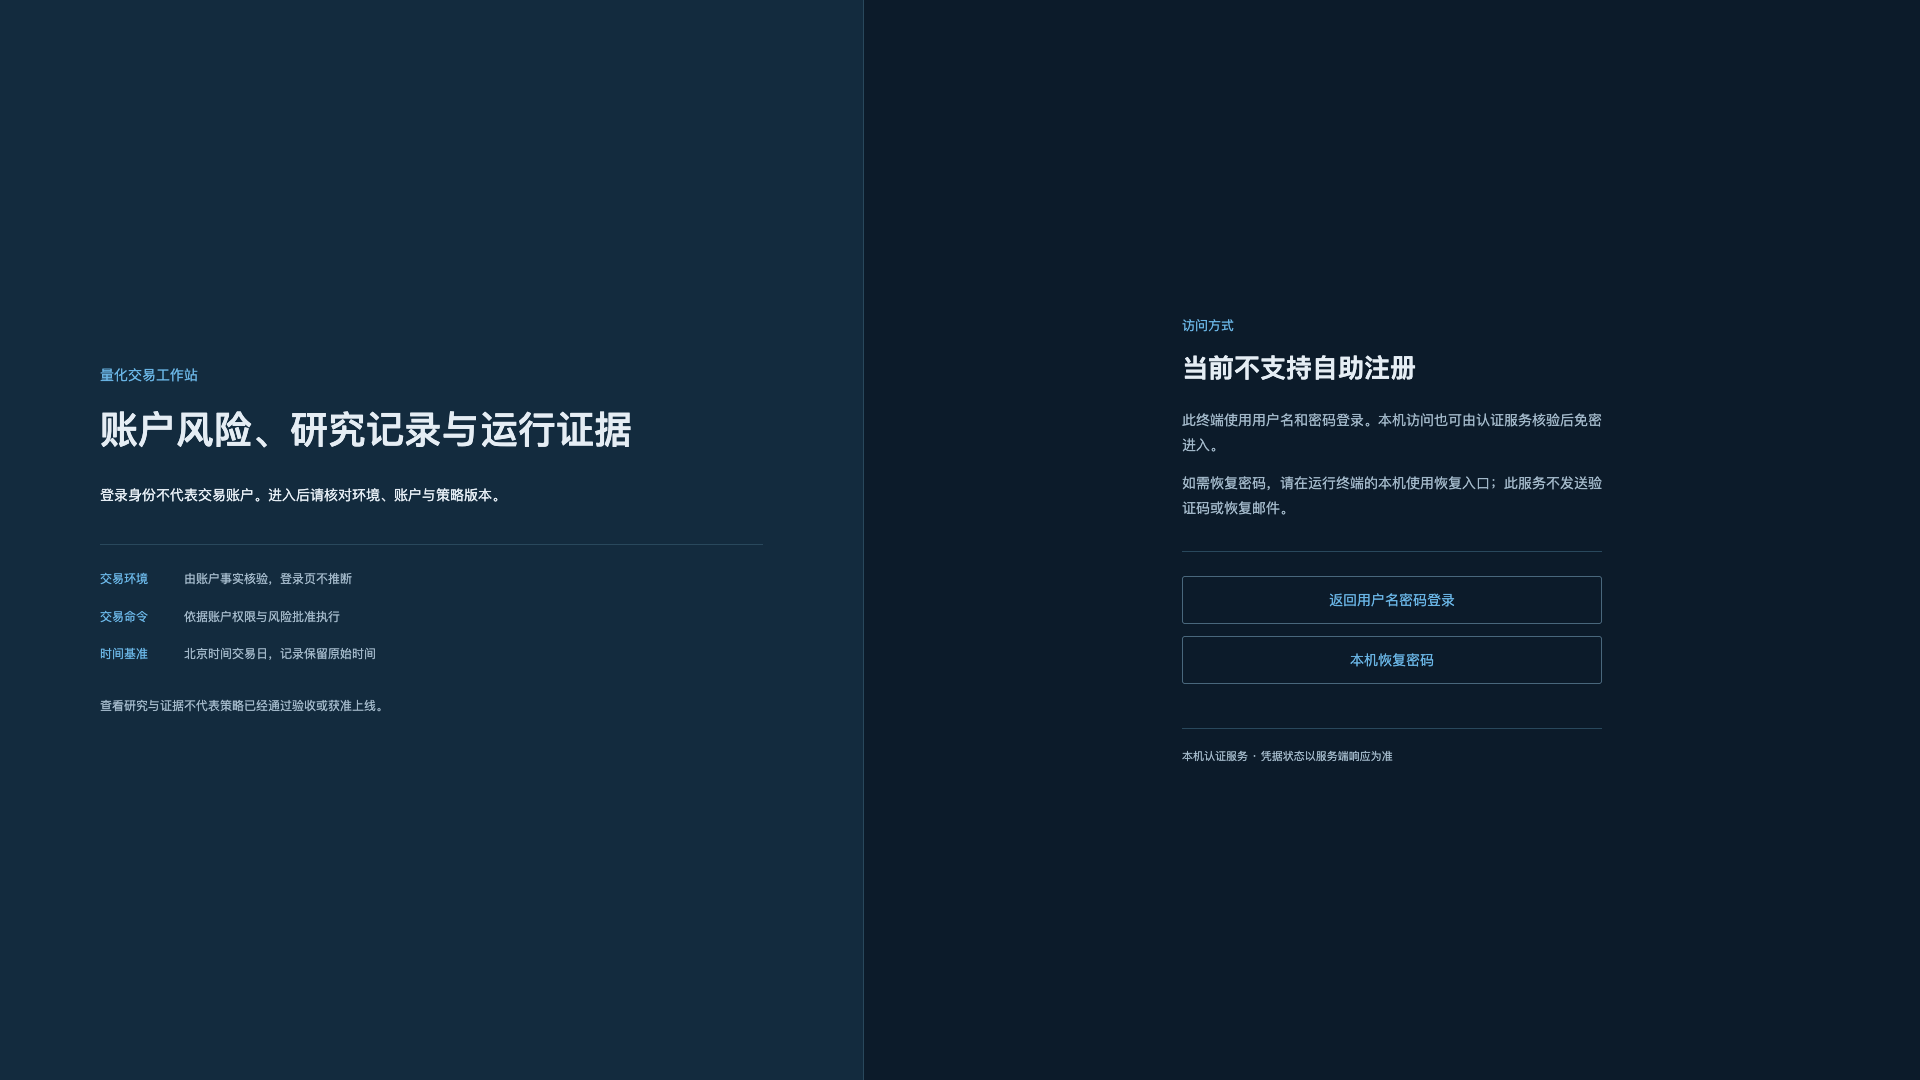 量化交易工作站
账户风险、研究记录与运行证据
登录身份不代表交易账户。进入后请核对环境、账户与策略版本。
交易环境 由账户事实核验，登录页不推断
交易命令 依据账户权限与风险批准执行
时间基准 北京时间交易日，记录保留原始时间
查看研究与证据不代表策略已经通过验收或获准上线。
访问方式
当前不支持自助注册
此终端使用用户名和密码登录。本机访问也可由认证服务核验后免密
进入。
如需恢复密码，请在运行终端的本机使用恢复入口；此服务不发送验
证码或恢复邮件。
返回用户名密码登录
本机恢复密码
本机认证服务 · 凭据状态以服务端响应为准